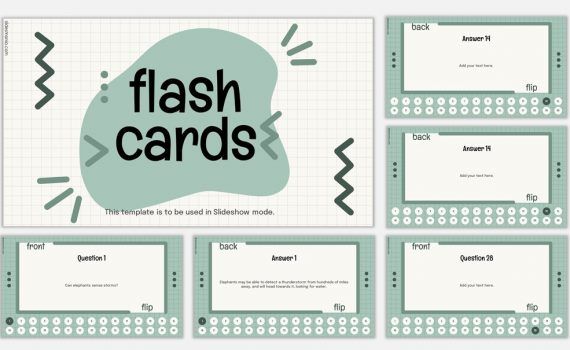 slidesmania.com
flash
cards
This template is to be used in Slideshow mode.
back
Answer 14
Add your text here.
flip
back
Answer 14
Add your text here.
flip
front
Question 1
Can elephants sense storms?
flip
back
Answer 1
Elephants may be able to detect a thunderstorm from hundreds of miles
away, and will head towards it, looking for water.
flip
front
Question 28
Add your text here.
flip